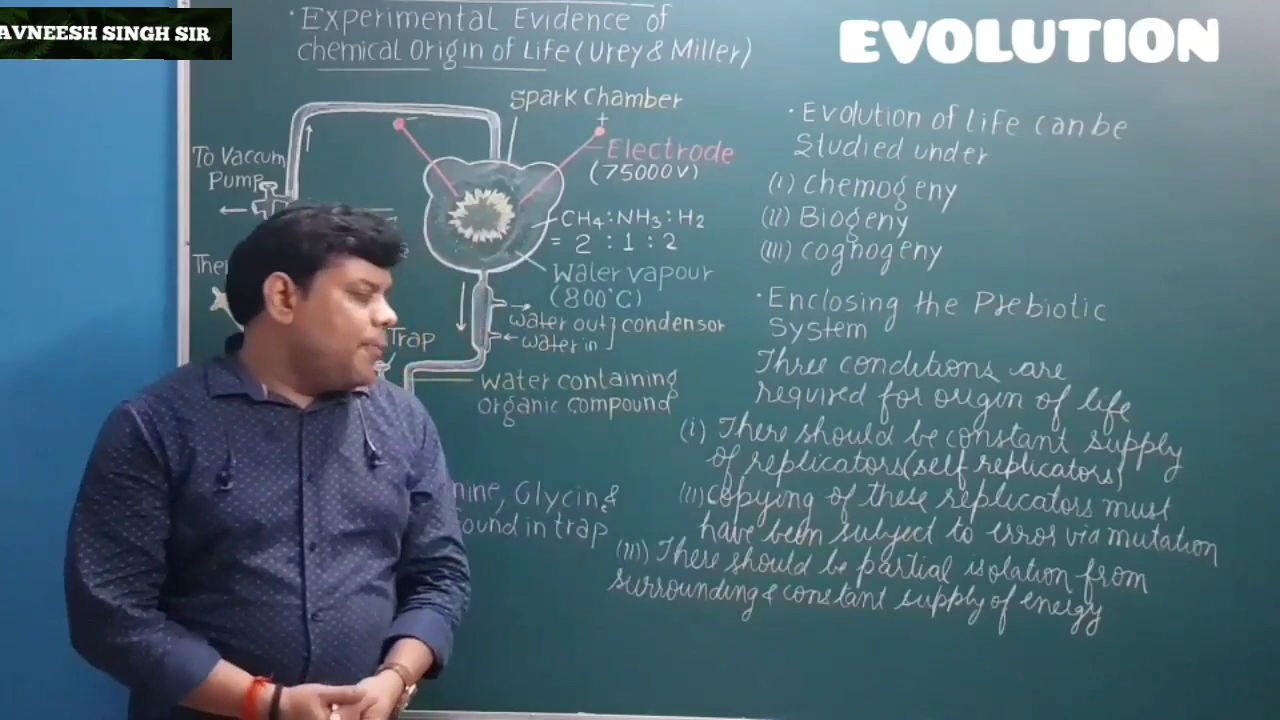 AVNEESH SINGH SIR
EVOLUTION
· Experimental Evidence of
chemical Origin of Life (Urey & Miller)
Spark Chamber
+
-
Electrode
(75000V)
To Vaccum
Pump
CH4 : NH3 : H2
= 2 : 1 : 2
Water vapour
(800°C)
water out
water in
condensor
Trap
water containing
organic compound
Glycin &
found in trap
· Evolution of Life can be
Studied under
(i) Chemogeny
(ii) Biogeny
(iii) cognogeny
· Enclosing the Prebiotic
System
Three conditions are
required for origin of life
(i) There should be constant supply
of replicators (self replicators)
(ii) copying of these replicators must
have been subject to error via mutation
(iii) There should be partial isolation from
surrounding & constant supply of energy